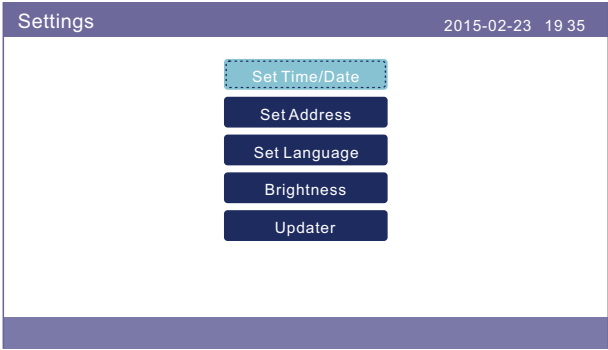 Settings
2015-02-23 19 35
Set Time/Date
Set Address
Set Language
Brightness
Updater